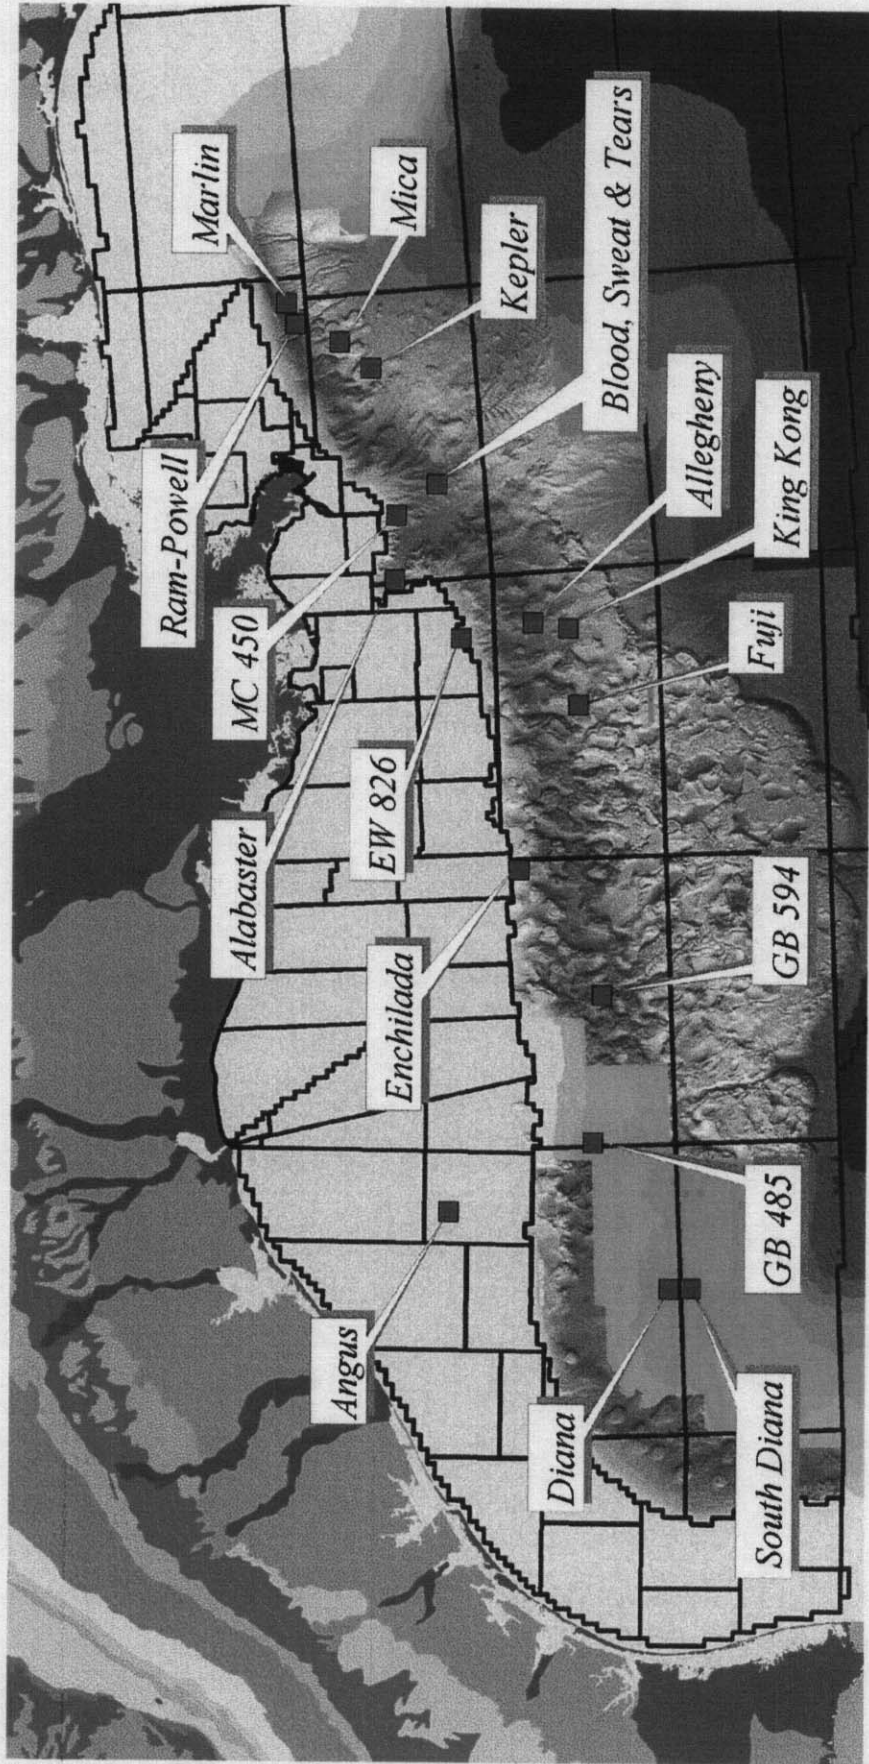 Marlin
Mica
Kepler
Blood, Sweat & Tears
Ram-Powell
Allegheny
King Kong
MC 450
Fuji
Alabaster
EW 826
Enchilada
GB 594
Angus
GB 485
Diana
South Diana